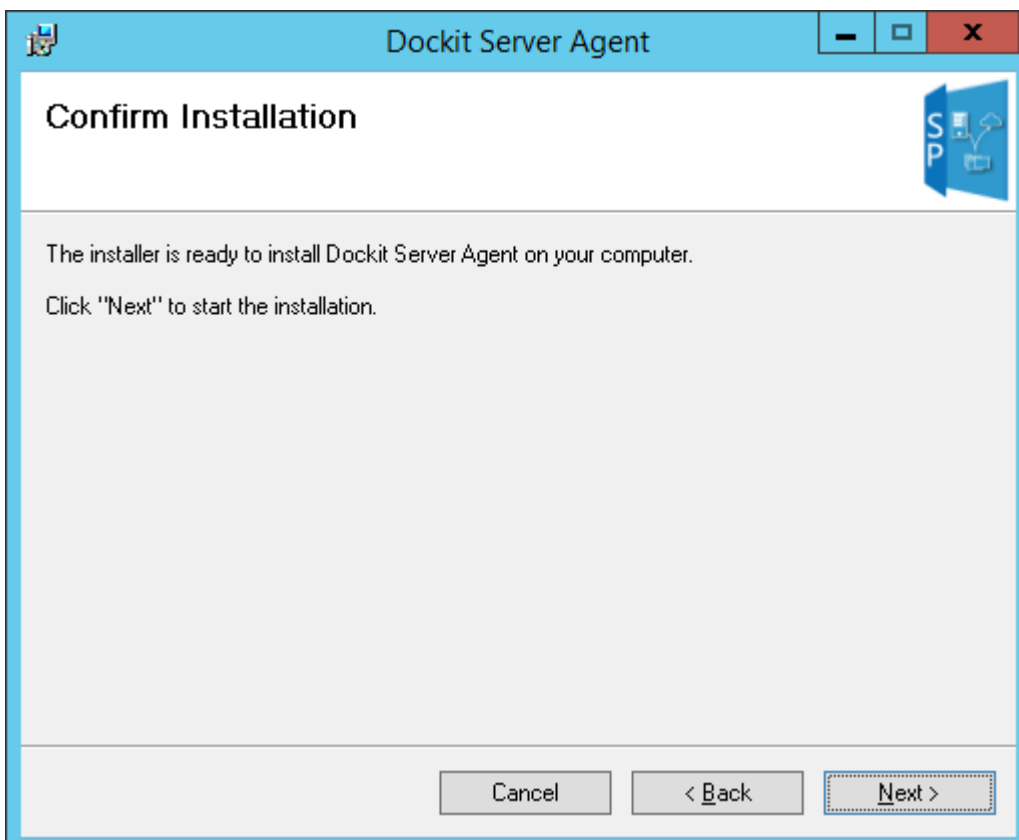 Dockit Server Agent
Confirm Installation
S
P
The installer is ready to install Dockit Server Agent on your computer.
Click "Next" to start the installation.
Cancel
< Back
Next >